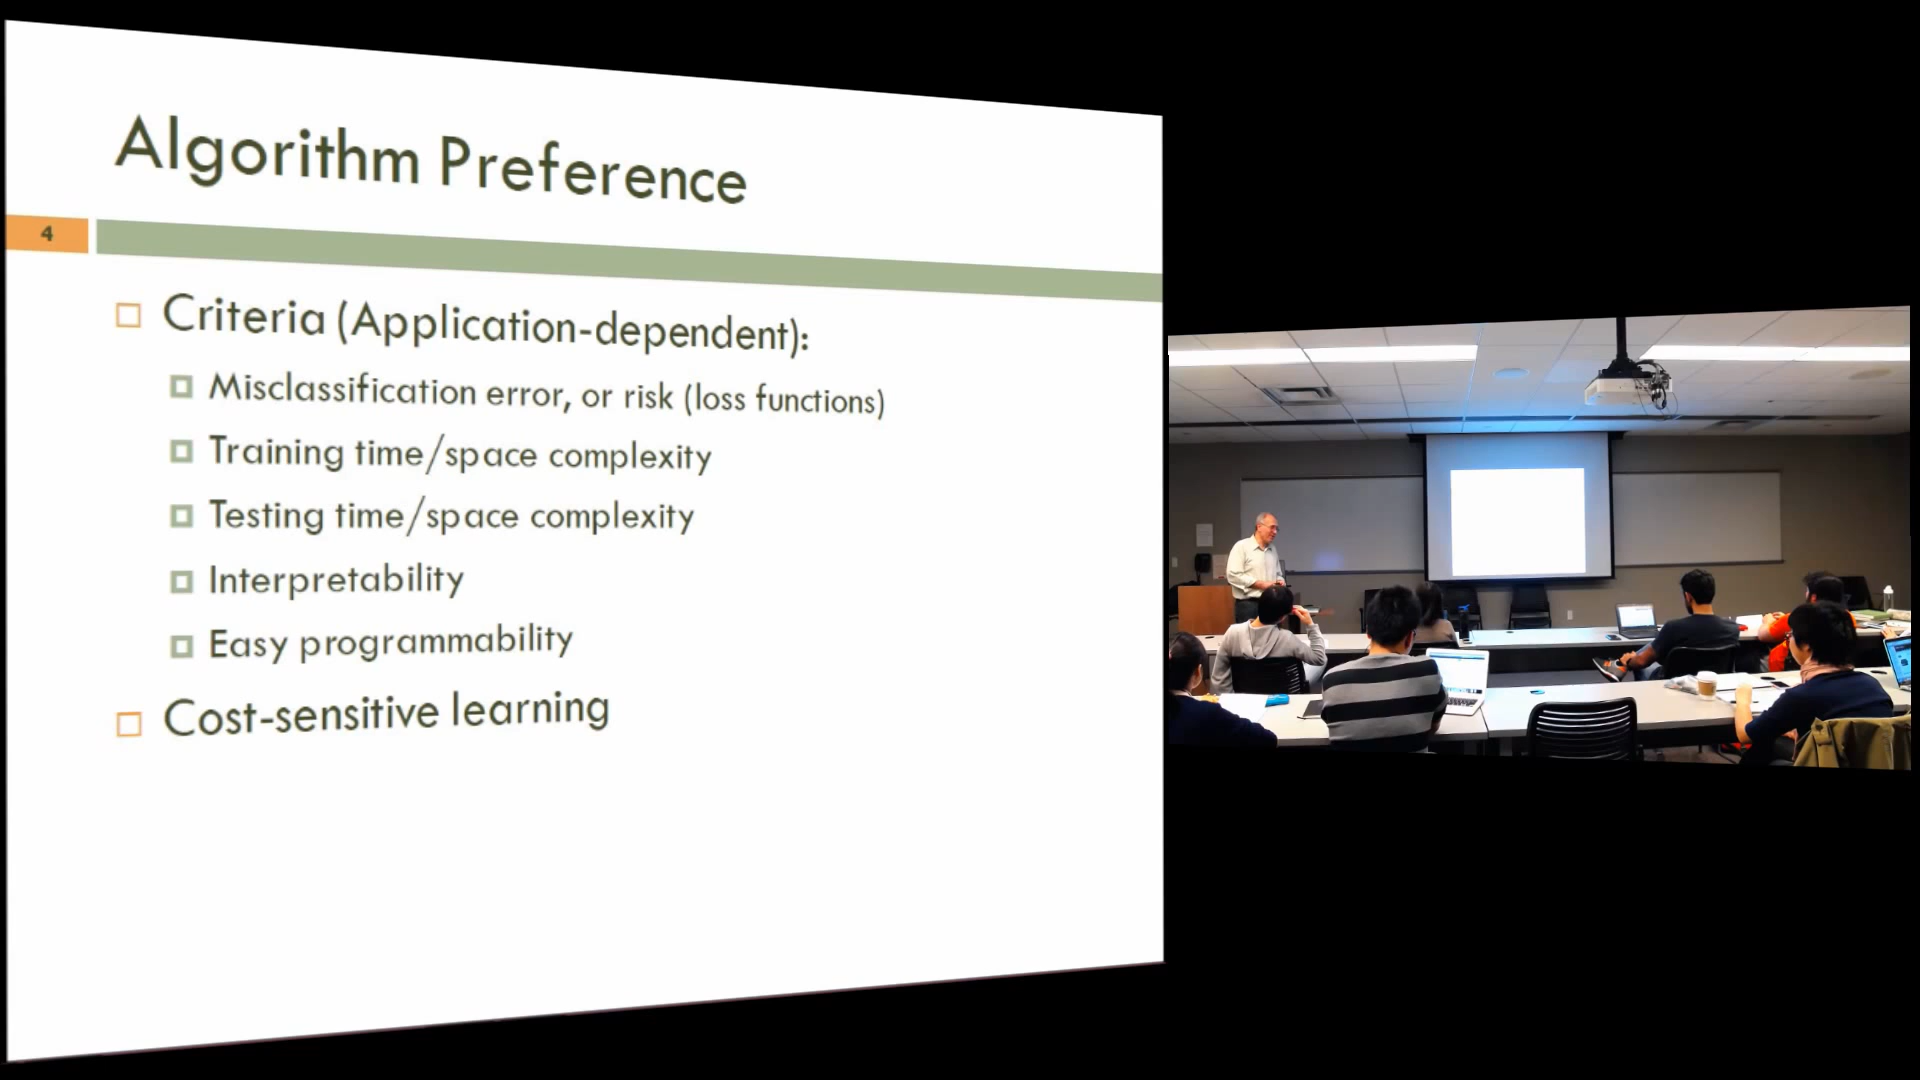 Algorithm Preference
4
Criteria (Application-dependent):
Misclassification error, or risk (loss functions)
Training time/space complexity
Testing time/space complexity
Interpretability
Easy programmability
Cost-sensitive learning